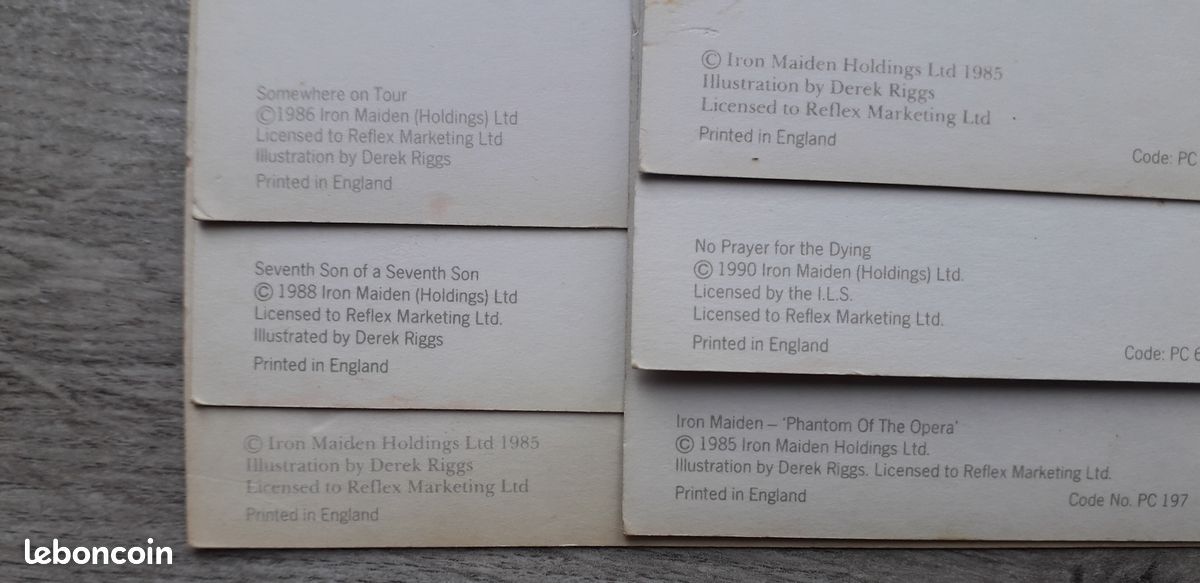 Somewhere on Tour
©1986 Iron Maiden (Holdings) Ltd
Licensed to Reflex Marketing Ltd
Illustration by Derek Riggs
Printed in England
Seventh Son of a Seventh Son
© 1988 Iron Maiden (Holdings) Ltd
Licensed to Reflex Marketing Ltd.
Illustrated by Derek Riggs
Printed in England
© Iron Maiden Holdings Ltd 1985
Illustration by Derek Riggs
Licensed to Reflex Marketing Ltd
Printed in England
© Iron Maiden Holdings Ltd 1985
Illustration by Derek Riggs
Licensed to Reflex Marketing Ltd
Printed in England
Code: PC
No Prayer for the Dying
© 1990 Iron Maiden (Holdings) Ltd.
Licensed by the I.L.S.
Licensed to Reflex Marketing Ltd.
Printed in England
Code: PC 6
Iron Maiden – 'Phantom Of The Opera'
© 1985 Iron Maiden Holdings Ltd.
Illustration by Derek Riggs. Licensed to Reflex Marketing Ltd.
Printed in England
Code No. PC 197
leboncoin